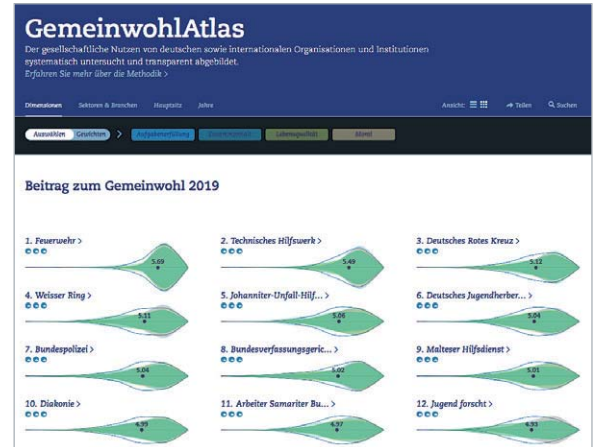 GemeinwohlAtlas
Der gesellschaftliche Nutzen von deutschen sowie internationalen Organisationen und Institutionen
systematisch untersucht und transparent abgebildet.
Erfahren Sie mehr über die Methodik >
Dimensionen Sektoren & Branchen Hauptsitz Jahre Ansicht: Teilen Suchen
Auswählen Gewichten > Aufgabenerfüllung Zusammenhalt Lebensqualität Moral
Beitrag zum Gemeinwohl 2019
1. Feuerwehr > 2. Technisches Hilfswerk > 3. Deutsches Rotes Kreuz >
5.69 5.49 5.12
4. Weisser Ring > 5. Johanniter-Unfall-Hilf... > 6. Deutsches Jugendherber... >
5.11 5.06 5.04
7. Bundespolizei > 8. Bundesverfassungsgeric... > 9. Malteser Hilfsdienst >
5.04 5.02 5.01
10. Diakonie > 11. Arbeiter Samariter Bu... > 12. Jugend forscht >
4.99 4.97 4.93